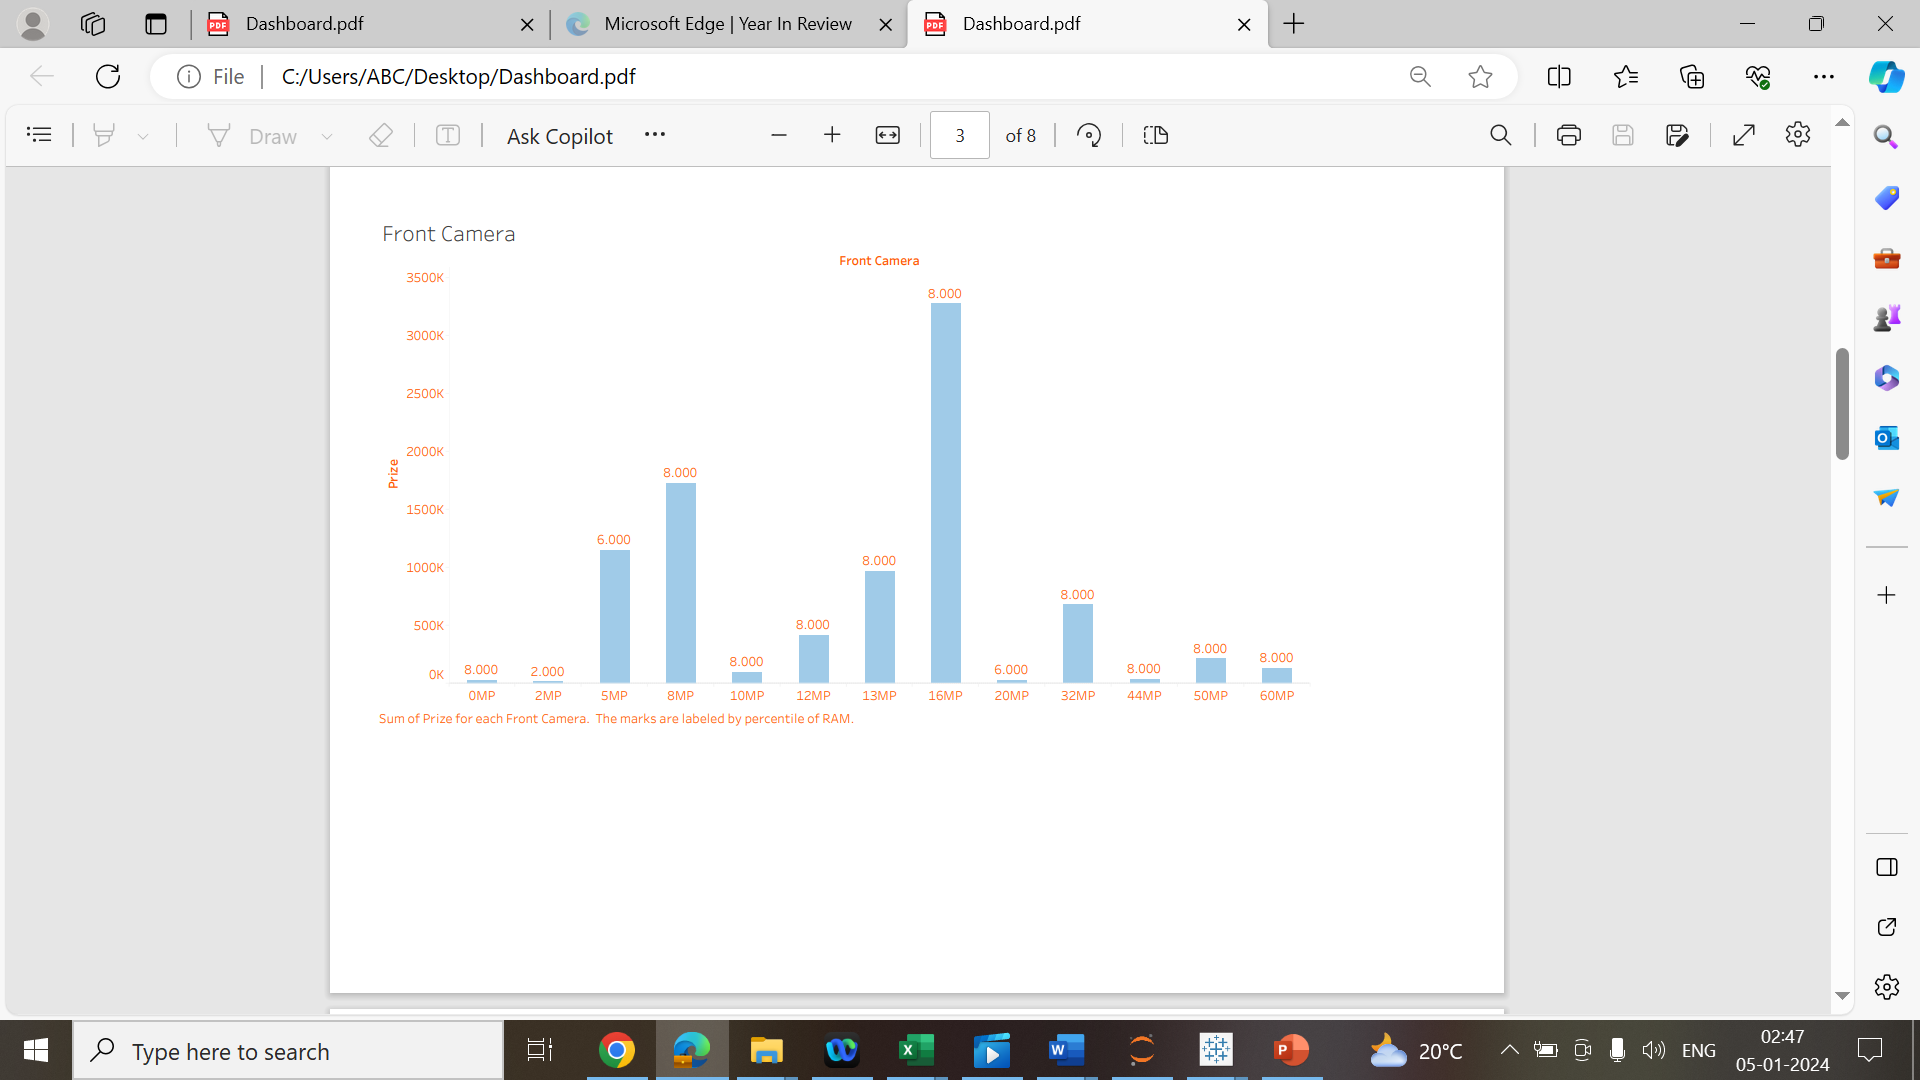 Dashboard.pdf
Microsoft Edge | Year In Review
Dashboard.pdf
File
C:/Users/ABC/Desktop/Dashboard.pdf
Draw
Ask Copilot
3 of 8
Front Camera
Front Camera
3500K
3000K
2500K
2000K
1500K
1000K
500K
0K
Prize
8.000
2.000
6.000
8.000
8.000
8.000
8.000
8.000
6.000
8.000
8.000
8.000
8.000
0MP 2MP 5MP 8MP 10MP 12MP 13MP 16MP 20MP 32MP 44MP 50MP 60MP
Sum of Prize for each Front Camera. The marks are labeled by percentile of RAM.
Type here to search
20°C
ENG
02:47
05-01-2024